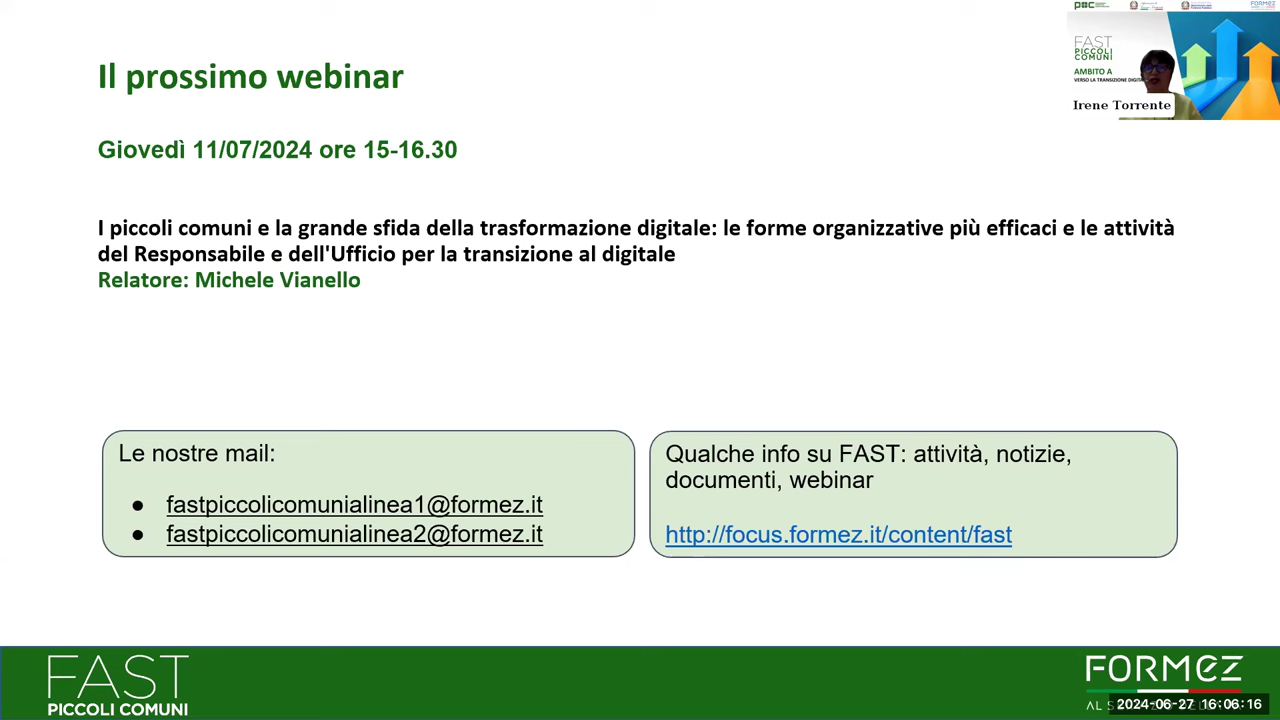 Il prossimo webinar
Giovedì 11/07/2024 ore 15-16.30
I piccoli comuni e la grande sfida della trasformazione digitale: le forme organizzative più efficaci e le attività
del Responsabile e dell'Ufficio per la transizione al digitale
Relatore: Michele Vianello
Le nostre mail:
● fastpiccolicomunialinea1@formez.it
● fastpiccolicomunialinea2@formez.it
Qualche info su FAST: attività, notizie,
documenti, webinar
http://focus.formez.it/content/fast
FAST
PICCOLI
COMUNI
AMBITO A
Irene Torrente
FAST
PICCOLI COMUNI
FORMEZ
2024-06-27 16:06:16